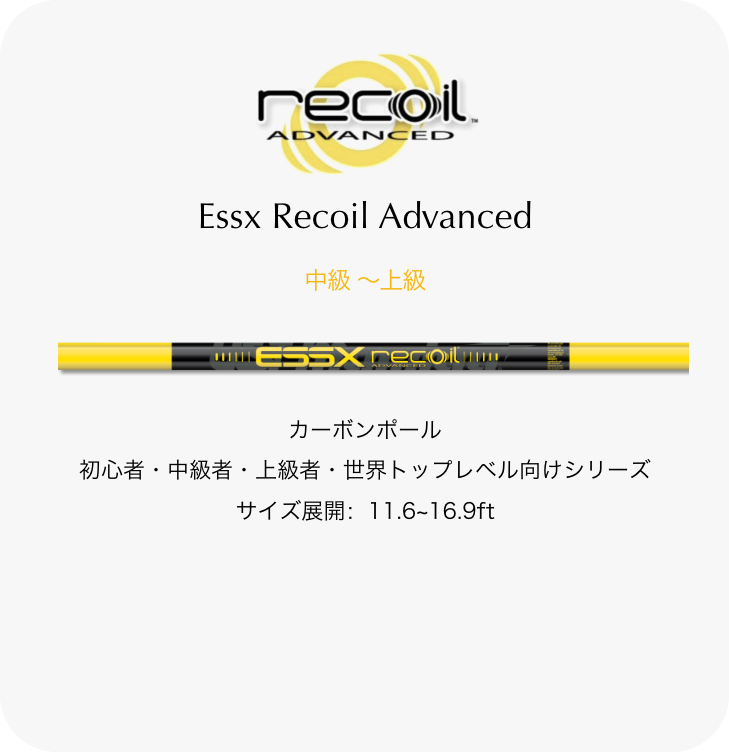 recoil™
ADVANCED
Essx Recoil Advanced
中級 〜上級
ESSX recoil
ADVANCED
カーボンポール
初心者・中級者・上級者・世界トップレベル向けシリーズ
サイズ展開：11.6~16.9ft